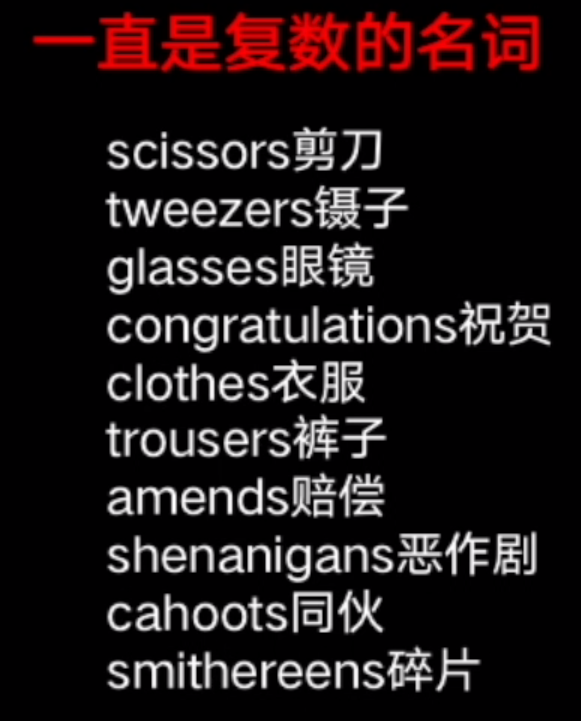 一直是复数的名词
scissors剪刀
tweezers镊子
glasses眼镜
congratulations祝贺
clothes衣服
trousers裤子
amends赔偿
shenanigans恶作剧
cahoots同伙
smithereens碎片